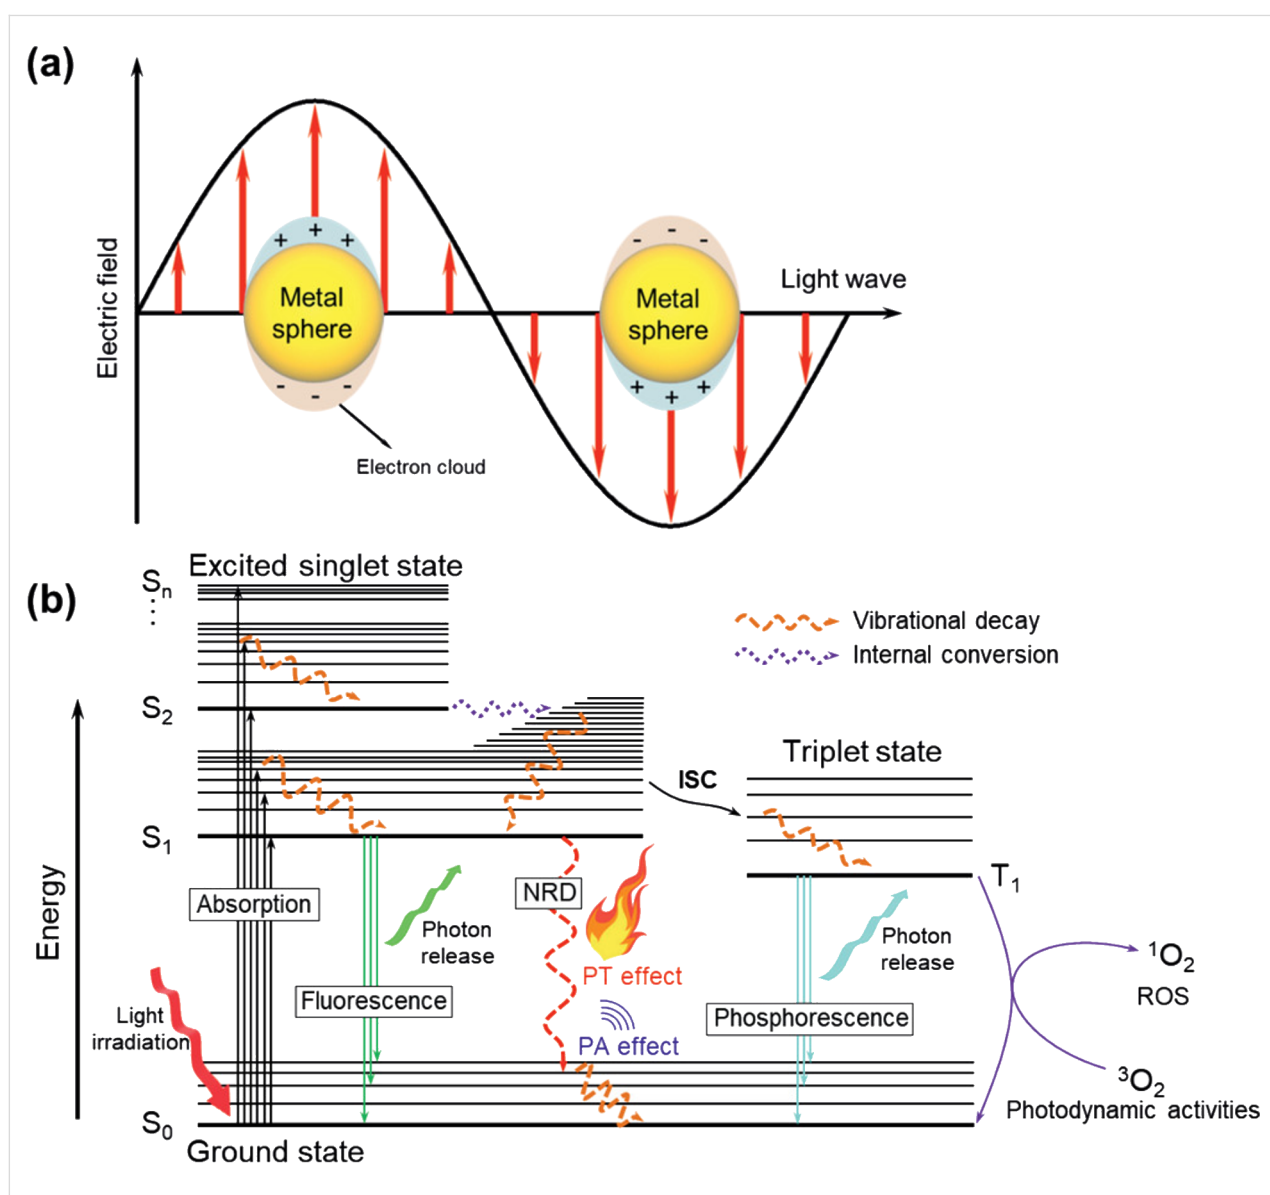 (a)
Electric field
+ + +
Metal
sphere
- - -
Electron cloud
- - -
Metal
sphere
+ + +
Light wave
(b)
Excited singlet state
Sn
S2
S1
S0
Energy
Vibrational decay
Internal conversion
Triplet state
ISC
T1
Absorption
NRD
Photon
release
PT effect
Photon
release
Fluorescence
Light
irradiation
PA effect
Phosphorescence
¹O₂
ROS
³O₂
Photodynamic activities
Ground state